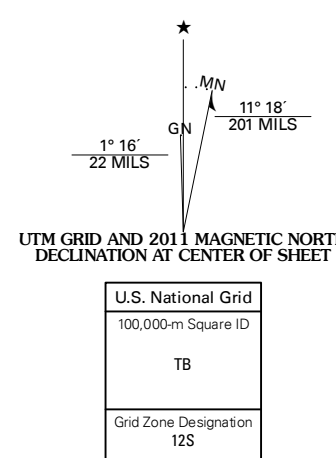 ★
MN
GN
11° 18´
201 MILS
1° 16´
22 MILS
UTM GRID AND 2011 MAGNETIC NORT
DECLINATION AT CENTER OF SHEET
U.S. National Grid
100,000-m Square ID
TB
Grid Zone Designation
12S